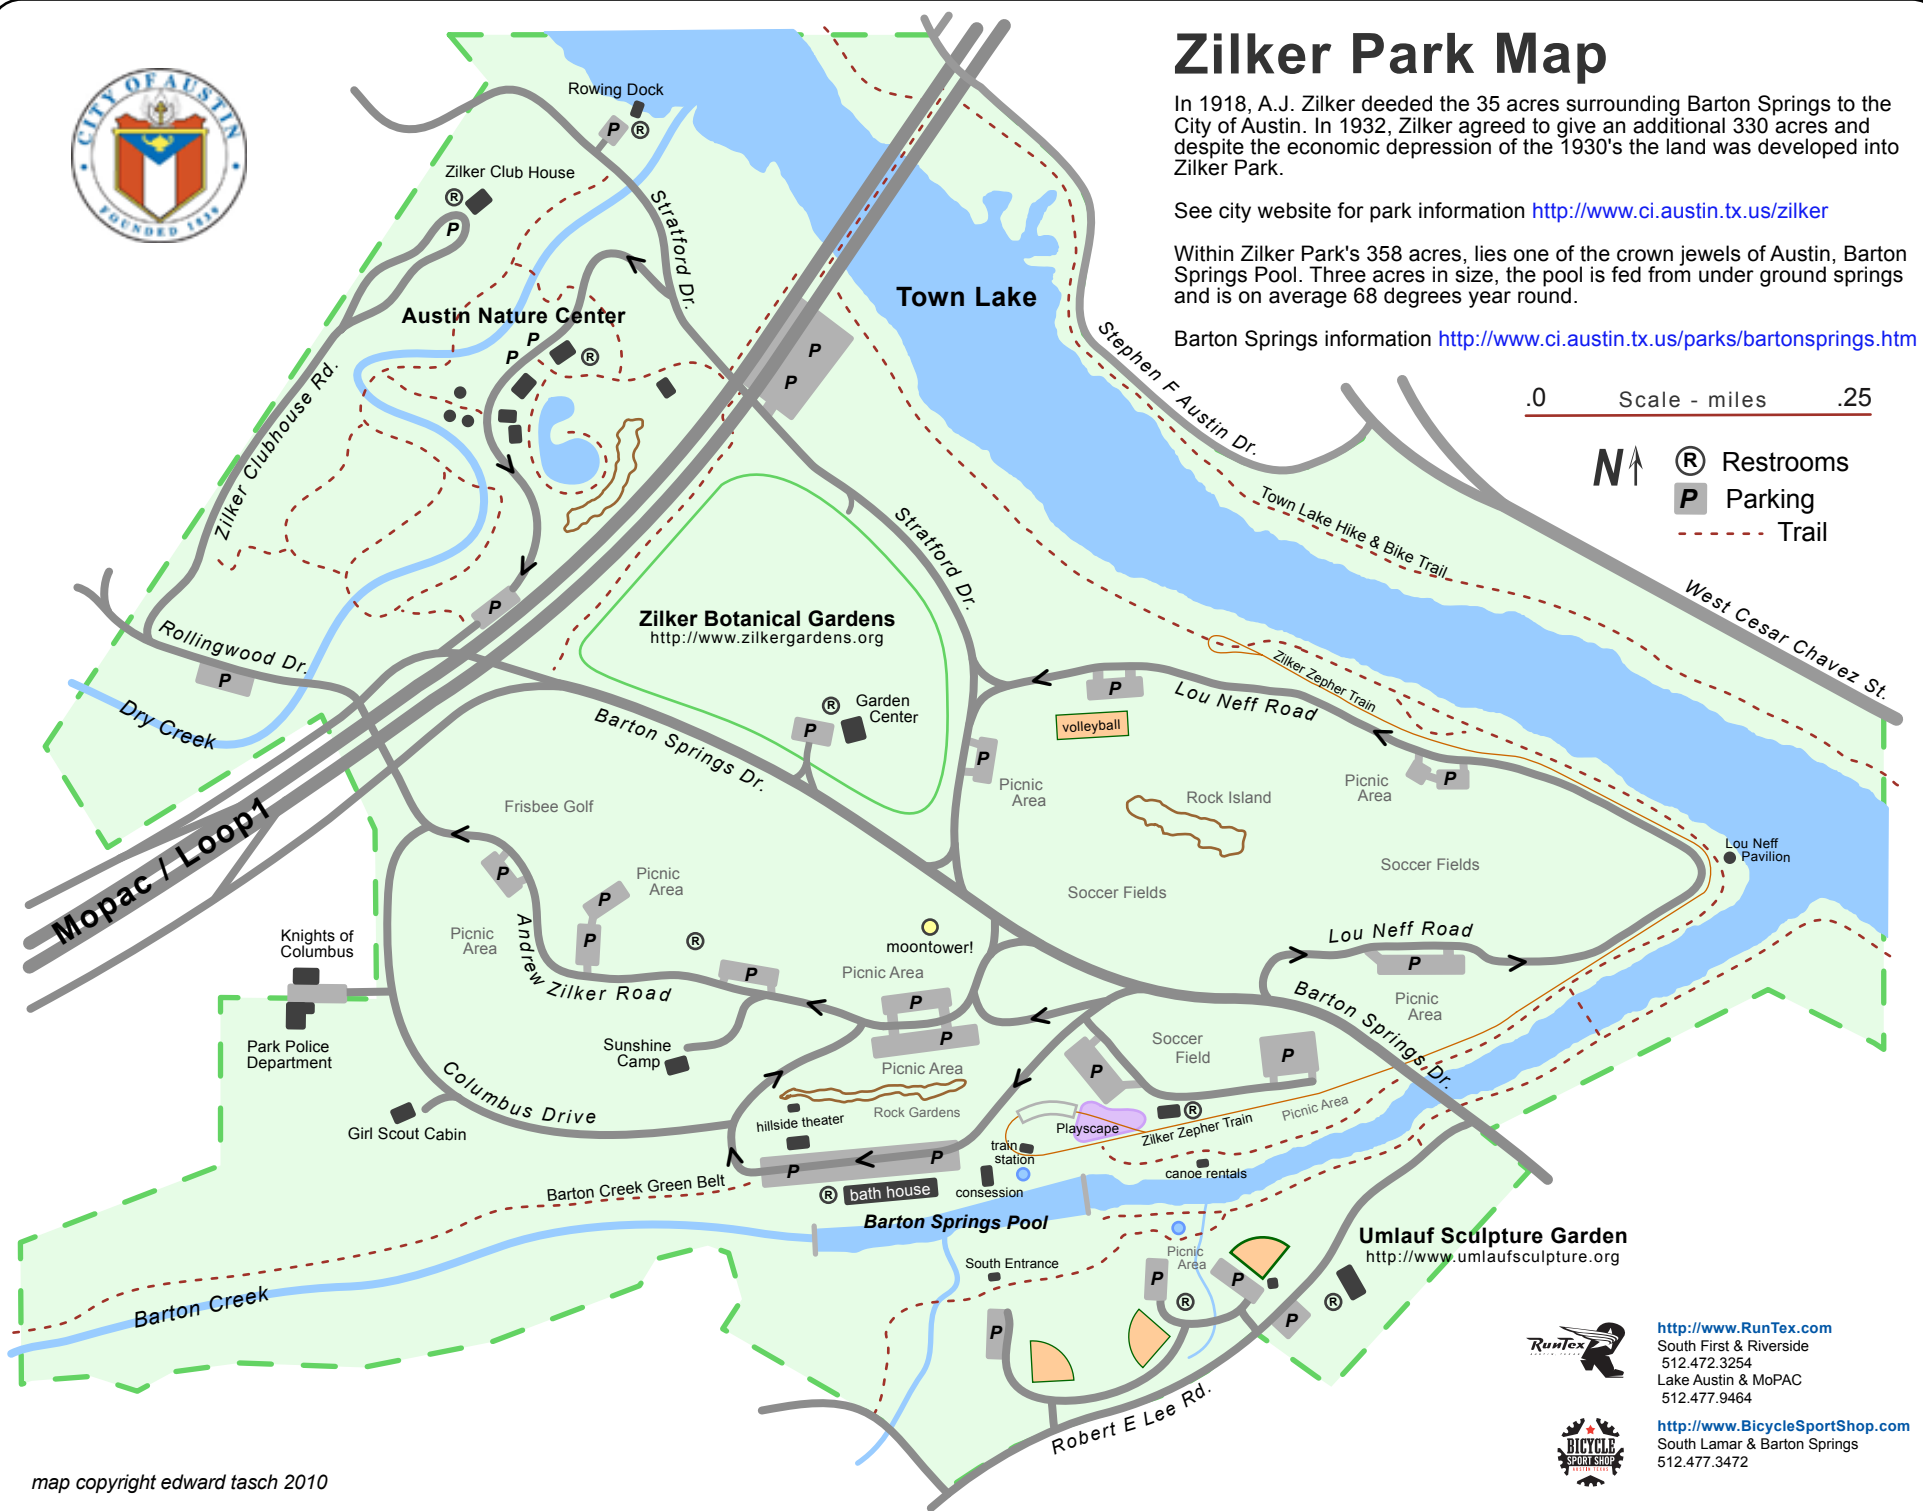 Zilker Park Map
In 1918, A.J. Zilker deeded the 35 acres surrounding Barton Springs to the
City of Austin. In 1932, Zilker agreed to give an additional 330 acres and
despite the economic depression of the 1930's the land was developed into
Zilker Park.
See city website for park information http://www.ci.austin.tx.us/zilker
Within Zilker Park's 358 acres, lies one of the crown jewels of Austin, Barton
Springs Pool. Three acres in size, the pool is fed from under ground springs
and is on average 68 degrees year round.
Barton Springs information http://www.ci.austin.tx.us/parks/bartonsprings.htm
.0 Scale - miles .25
N
R Restrooms
P Parking
Trail
CITY OF AUSTIN
FOUNDED 1839
Rowing Dock
P R
Zilker Club House
R
P
Stratford Dr.
Austin Nature Center
P
P R
Town Lake
P
P
Stephen F Austin Dr.
Zilker Clubhouse Rd.
Town Lake Hike & Bike Trail
West Cesar Chavez St.
Stratford Dr.
P
Zilker Botanical Gardens
http://www.zilkergardens.org
Rollingwood Dr.
P
Dry Creek
Zilker Zepher Train
Lou Neff Road
P
volleyball
R
Garden
Center
P
Barton Springs Dr.
P
Picnic
Area
Rock Island
Picnic
Area
P
Frisbee Golf
Mopac / Loop1
Lou Neff
Pavilion
Soccer Fields
Soccer Fields
P
Picnic
Area
P
P
Picnic
Area
R
moontower!
Andrew Zilker Road
Lou Neff Road
P
Knights of
Columbus
Picnic Area
P
P
P
Picnic
Area
Barton Springs Dr.
Park Police
Department
Sunshine
Camp
Picnic Area
Soccer
Field
P
P
Columbus Drive
Girl Scout Cabin
Rock Gardens
hillside theater
Playscape
R
Zilker Zepher Train
Picnic Area
train
station
P
P
canoe rentals
Barton Creek Green Belt
R
bath house
consession
Barton Springs Pool
Umlauf Sculpture Garden
http://www.umlaufsculpture.org
South Entrance
Picnic
Area
P
P
R
R
P
P
Barton Creek
Robert E Lee Rd.
RunTex
http://www.RunTex.com
South First & Riverside
512.472.3254
Lake Austin & MoPAC
512.477.9464
BICYCLE
SPORT SHOP
http://www.BicycleSportShop.com
South Lamar & Barton Springs
512.477.3472
map copyright edward tasch 2010